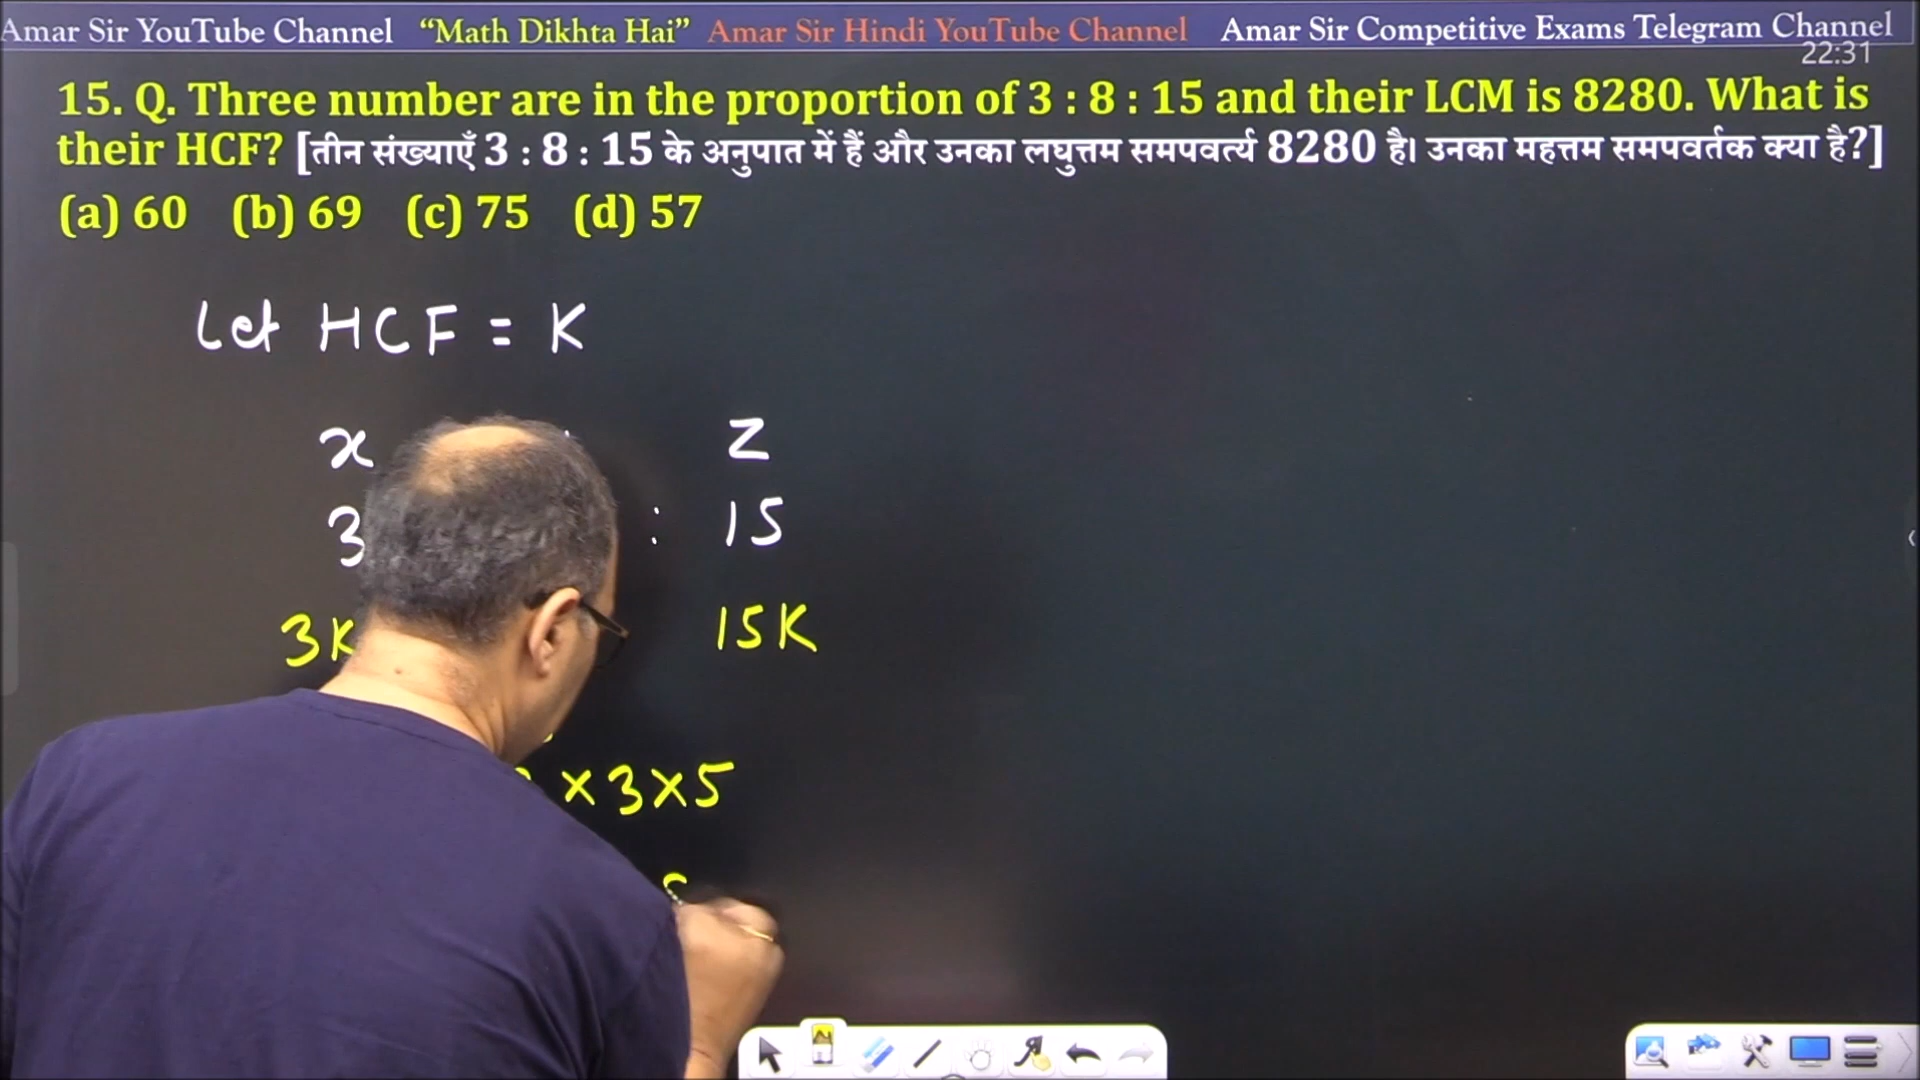 Amar Sir YouTube Channel “Math Dikhta Hai” Amar Sir Hindi YouTube Channel Amar Sir Competitive Exams Telegram Channel
22:31
15. Q. Three number are in the proportion of 3 : 8 : 15 and their LCM is 8280. What is
their HCF? [तीन संख्याएँ 3 : 8 : 15 के अनुपात में हैं और उनका लघुत्तम समपवर्त्य 8280 है। उनका महत्तम समपवर्तक क्या है?]
(a) 60 (b) 69 (c) 75 (d) 57
Let HCF = K
x z
3 : 15
3K 15K
× 3 × 5